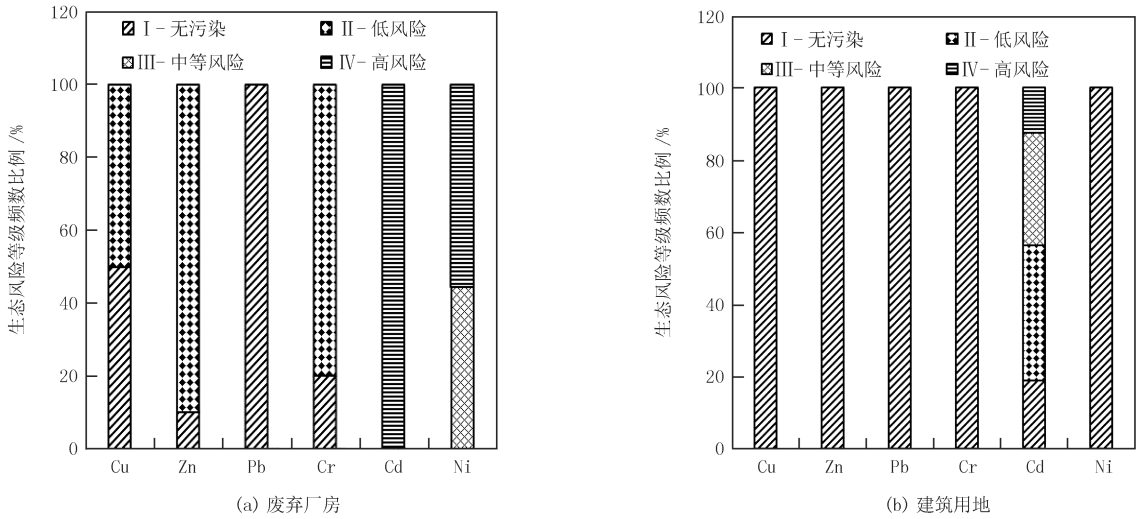 120
100
80
60
40
20
0
生态风险等级频数比例/%
Ⅰ-无污染
Ⅱ-低风险
Ⅲ-中等风险
Ⅳ-高风险
Cu Zn Pb Cr Cd Ni
(a) 废弃厂房
120
100
80
60
40
20
0
生态风险等级频数比例/%
Ⅰ-无污染
Ⅱ-低风险
Ⅲ-中等风险
Ⅳ-高风险
Cu Zn Pb Cr Cd Ni
(b) 建筑用地